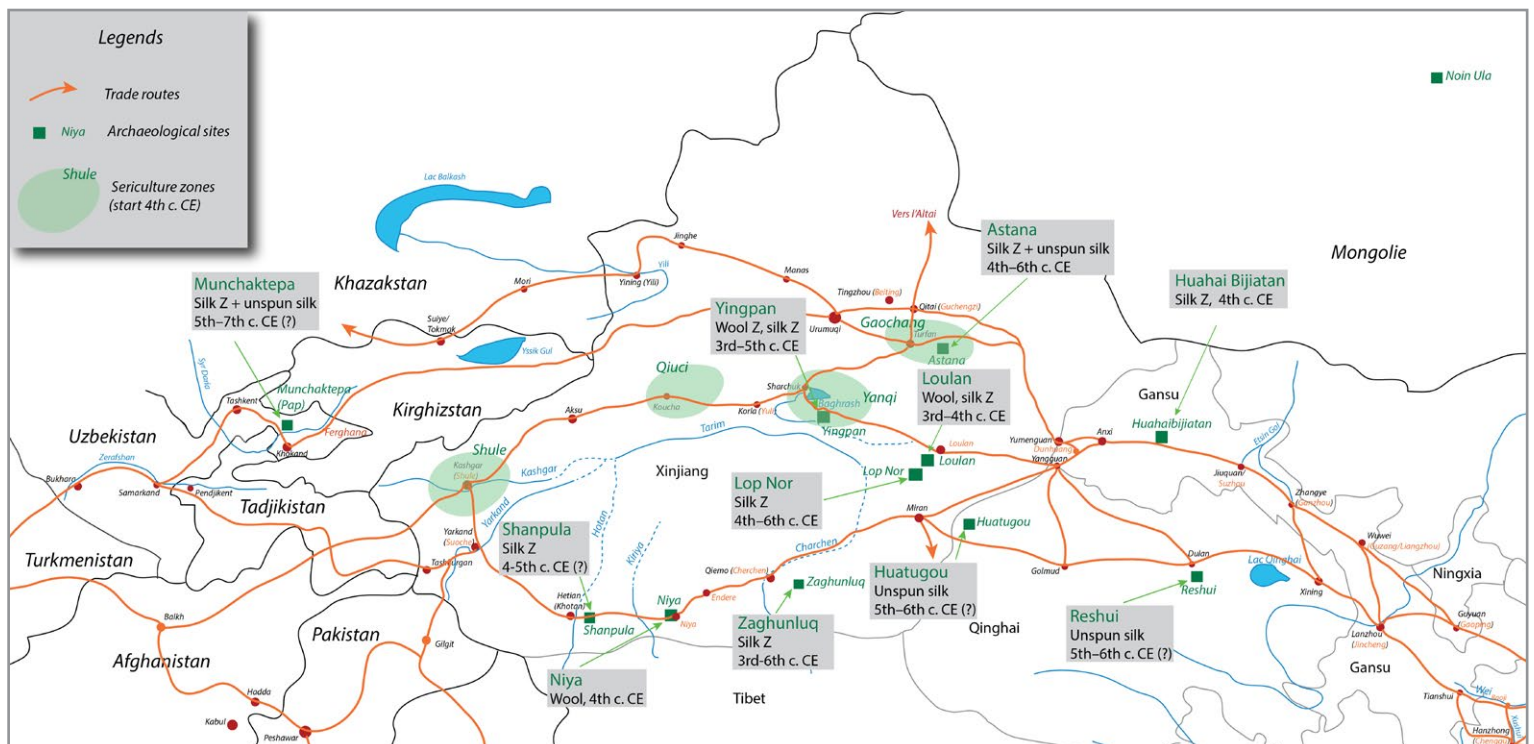 Legends
Trade routes
Niya
Archaeological sites
Shule
Sericulture zones
(start 4th c. CE)
Noin Ula
Lac Balkash
Vers l'Altai
Mongolie
Khazakstan
Jinghe
Yili
Yining (Yili)
Mori
Manas
Tingzhou (Beiting)
Qitai (Guchengzi)
Urumuqi
Gaochang
Turfan
Astana
Astana
Silk Z + unspun silk
4th–6th c. CE
Huahai Bijiatan
Silk Z, 4th c. CE
Munchaktepa
Silk Z + unspun silk
5th–7th c. CE (?)
Suiye/
Tokmak
Yssik Gul
Yingpan
Wool Z, silk Z
3rd–5th c. CE
Syr Daria
Munchaktepa
(Pap)
Tashkent
Ferghana
Khokand
Kirghizstan
Qiuci
Koucha
Aksu
Korla (Yuli)
Sharchuk
Baghrash
Yanqi
Yingpan
Loulan
Wool, silk Z
3rd–4th c. CE
Gansu
Huahaibijiatan
Uzbekistan
Zerafshan
Bukhara
Samarkand
Pendjikent
Tadjikistan
Shule
Kashgar
(Shule)
Kashgar
Tarim
Xinjiang
Loulan
Loulan
Lop Nor
Lop Nor
Silk Z
4th–6th c. CE
Yumenguan
Dunhuang
Yangguan
Anxi
Etsin Gol
Jiuquan/
Suzhou
Zhangye
(Ganzhou)
Turkmenistan
Yarkand
(Suoche)
Yarkand
Tashkurgan
Shanpula
Silk Z
4-5th c. CE (?)
Hotan
Kiriya
Miran
Charchen
Huatugou
Huatugou
Unspun silk
5th–6th c. CE (?)
Golmud
Dulan
Reshui
Lac Qinghai
Wuwei
(Guzang/Liangzhou)
Ningxia
Xining
Balkh
Afghanistan
Pakistan
Gilgit
Hetian
(Khotan)
Shanpula
Niya
Niya
Endere
Qiemo (Cherchen)
Zaghunluq
Zaghunluq
Silk Z
3rd-6th c. CE
Qinghai
Reshui
Unspun silk
5th–6th c. CE (?)
Lanzhou
(Jincheng)
Guyuan
(Gaoping)
Gansu
Hadda
Kabul
Peshawar
Niya
Wool, 4th c. CE
Tibet
Tianshui
Wei
Hanzhong